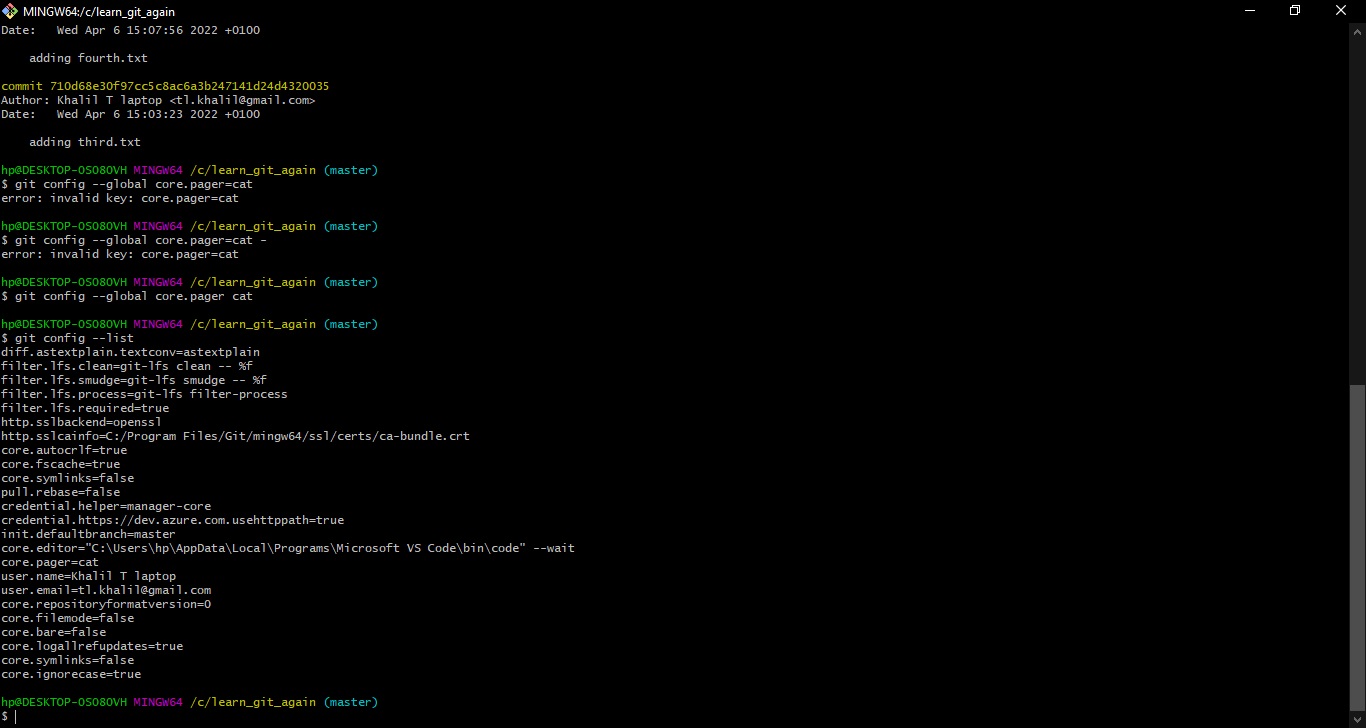 MINGW64:/c/learn_git_again
Date:   Wed Apr 6 15:07:56 2022 +0100
    adding fourth.txt
commit 710d68e30f97cc5c8ac6a3b247141d24d4320035
Author: Khalil T laptop <tl.khalil@gmail.com>
Date:   Wed Apr 6 15:03:23 2022 +0100
    adding third.txt
hp@DESKTOP-OSO8OVH MINGW64 /c/learn_git_again (master)
$ git config --global core.pager=cat
error: invalid key: core.pager=cat
hp@DESKTOP-OSO8OVH MINGW64 /c/learn_git_again (master)
$ git config --global core.pager=cat -
error: invalid key: core.pager=cat
hp@DESKTOP-OSO8OVH MINGW64 /c/learn_git_again (master)
$ git config --global core.pager cat
hp@DESKTOP-OSO8OVH MINGW64 /c/learn_git_again (master)
$ git config --list
diff.astextplain.textconv=astextplain
filter.lfs.clean=git-lfs clean -- %f
filter.lfs.smudge=git-lfs smudge -- %f
filter.lfs.process=git-lfs filter-process
filter.lfs.required=true
http.sslbackend=openssl
http.sslcainfo=C:/Program Files/Git/mingw64/ssl/certs/ca-bundle.crt
core.autocrlf=true
core.fscache=true
core.symlinks=false
pull.rebase=false
credential.helper=manager-core
credential.https://dev.azure.com.usehttppath=true
init.defaultbranch=master
core.editor="C:\Users\hp\AppData\Local\Programs\Microsoft VS Code\bin\code" --wait
core.pager=cat
user.name=Khalil T laptop
user.email=tl.khalil@gmail.com
core.repositoryformatversion=0
core.filemode=false
core.bare=false
core.logallrefupdates=true
core.symlinks=false
core.ignorecase=true
hp@DESKTOP-OSO8OVH MINGW64 /c/learn_git_again (master)
$